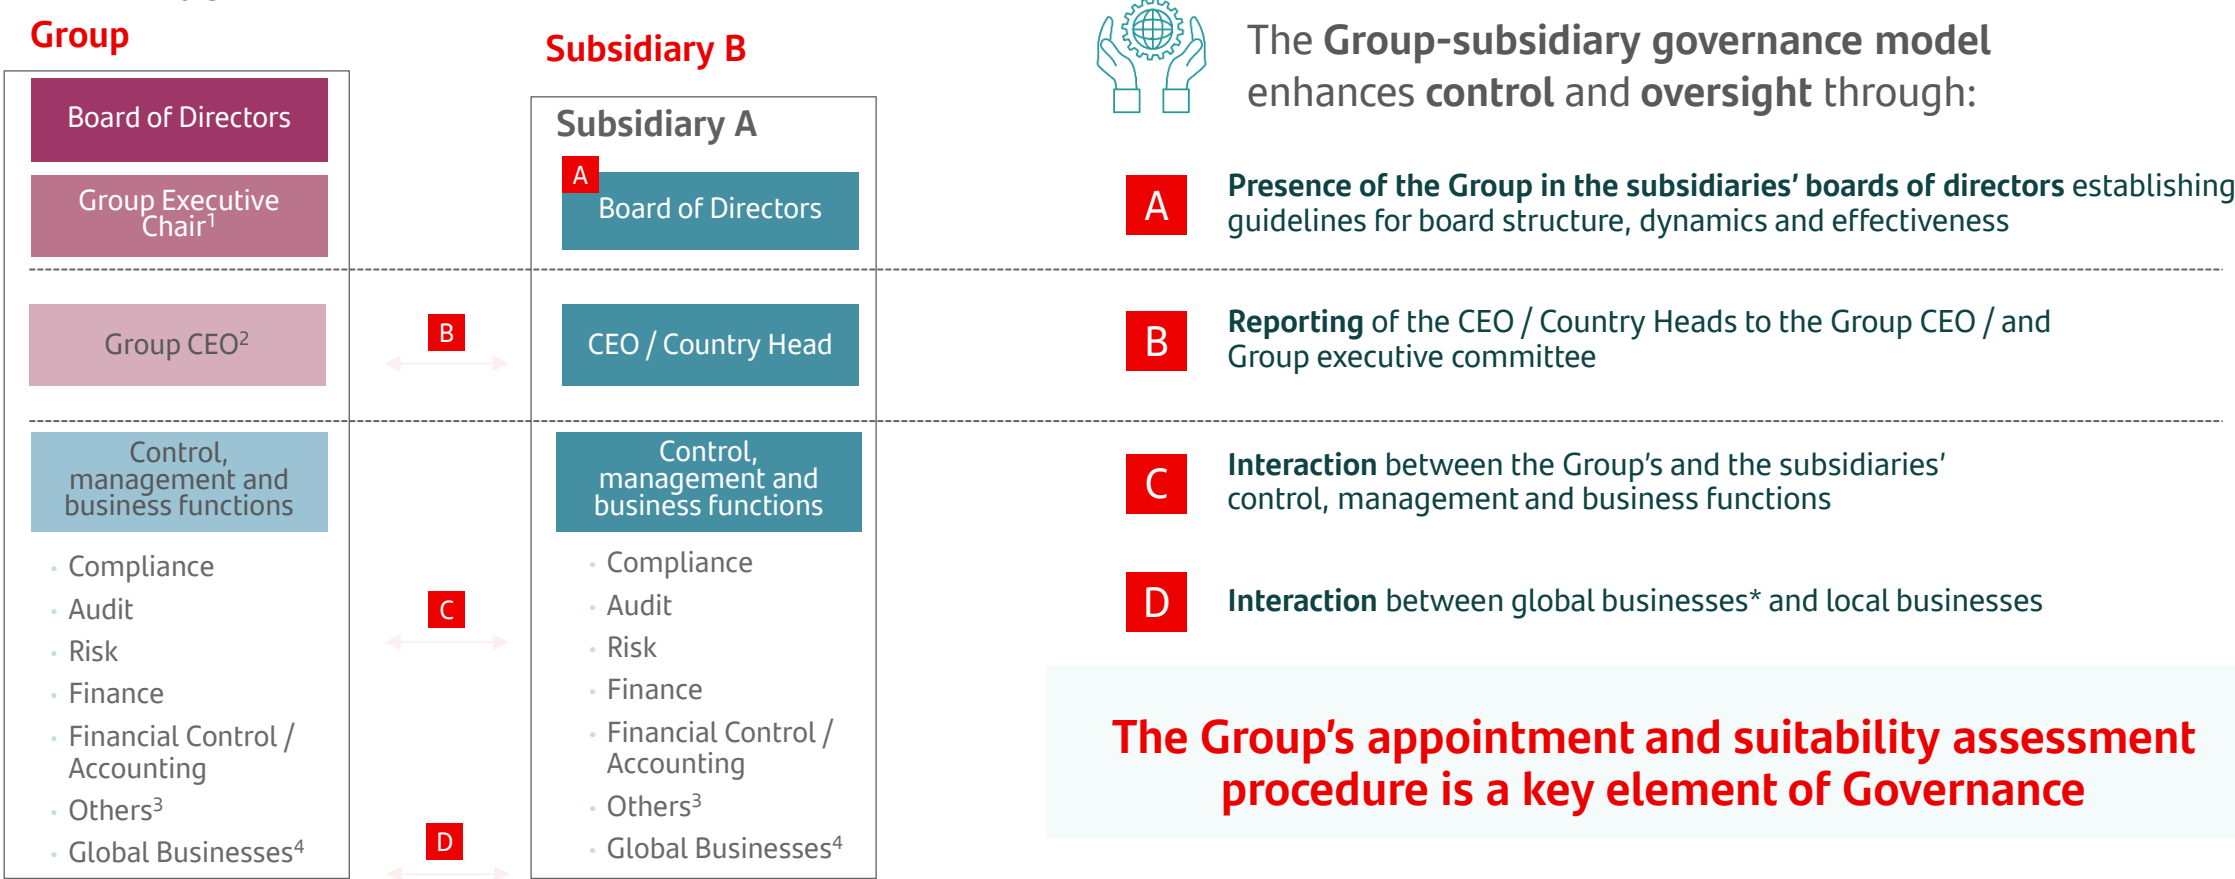 Group
Board of Directors
Group Executive
Chair1
Group CEO2
Control,
management and
business functions
· Compliance
· Audit
· Risk
· Finance
· Financial Control /
Accounting
· Others3
· Global Businesses4
B
C
D
Subsidiary B
Subsidiary A
A
Board of Directors
CEO / Country Head
Control,
management and
business functions
· Compliance
· Audit
· Risk
· Finance
· Financial Control /
Accounting
· Others3
· Global Businesses4
The Group-subsidiary governance model
enhances control and oversight through:
A
Presence of the Group in the subsidiaries’ boards of directors establishing
guidelines for board structure, dynamics and effectiveness
B
Reporting of the CEO / Country Heads to the Group CEO / and
Group executive committee
C
Interaction between the Group’s and the subsidiaries’
control, management and business functions
D
Interaction between global businesses* and local businesses
The Group’s appointment and suitability assessment
procedure is a key element of Governance